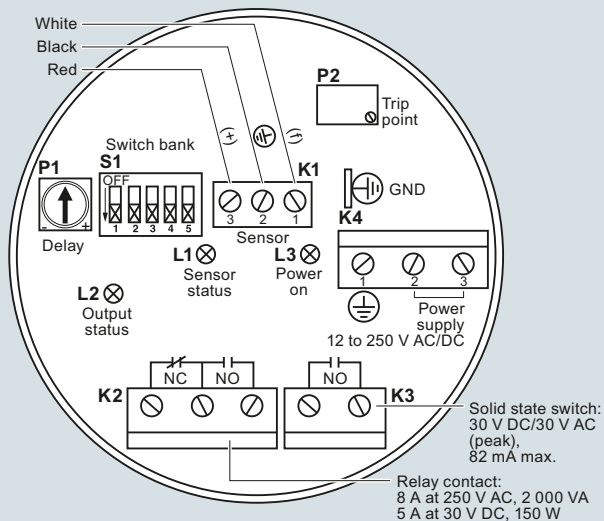 White
Black
Red
P2
Trip
point
(+)
(f)
Switch bank
P1
S1
OFF
1 2 3 4 5
- +
Delay
K1
3 2 1
Sensor
GND
K4
L1
Sensor
status
L3
Power
on
L2
Output
status
1 2 3
Power
supply
12 to 250 V AC/DC
NC
NO
NO
K2
K3
Solid state switch:
30 V DC/30 V AC
(peak),
82 mA max.
Relay contact:
8 A at 250 V AC, 2 000 VA
5 A at 30 V DC, 150 W